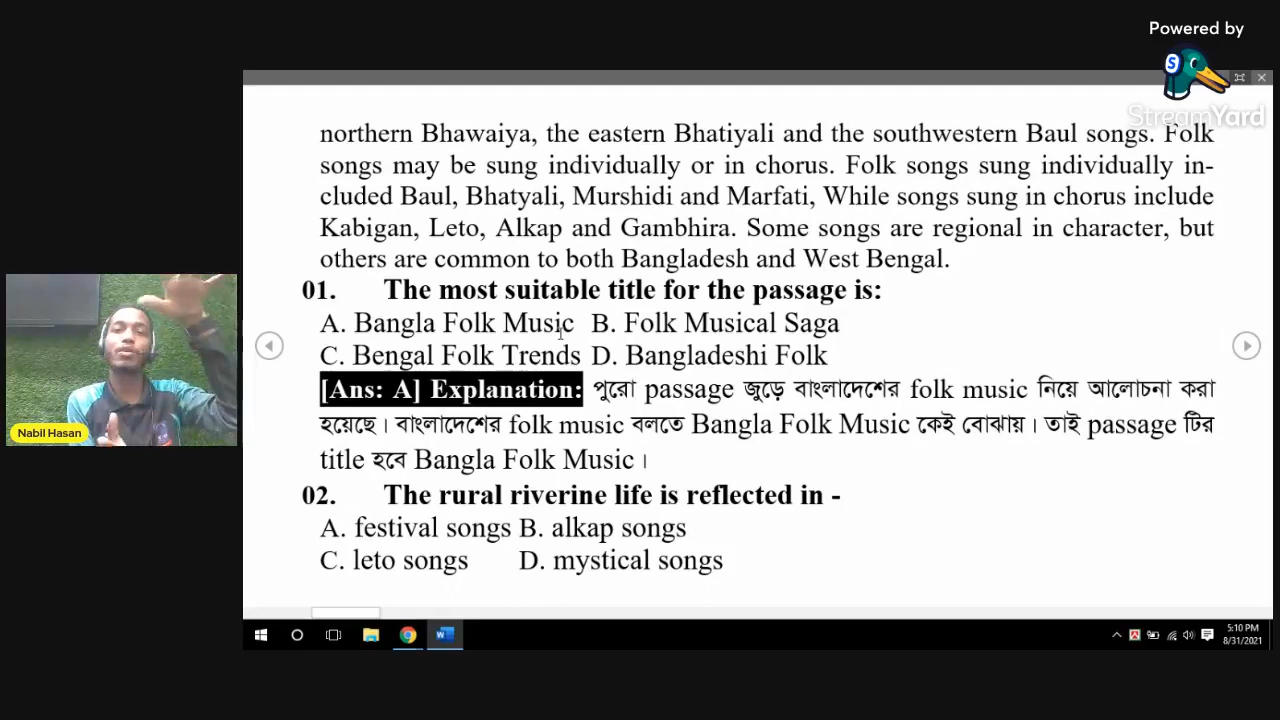 Powered by
StreamYard
northern Bhawaiya, the eastern Bhatiyali and the southwestern Baul songs. Folk
songs may be sung individually or in chorus. Folk songs sung individually in-
cluded Baul, Bhatyali, Murshidi and Marfati, While songs sung in chorus include
Kabigan, Leto, Alkap and Gambhira. Some songs are regional in character, but
others are common to both Bangladesh and West Bengal.
01. The most suitable title for the passage is:
A. Bangla Folk Music B. Folk Musical Saga
C. Bengal Folk Trends D. Bangladeshi Folk
[Ans: A] Explanation: পুরো passage জুড়ে বাংলাদেশের folk music নিয়ে আলোচনা করা
হয়েছে। বাংলাদেশের folk music বলতে Bangla Folk Music কেই বোঝায়। তাই passage টির
title হবে Bangla Folk Music।
02. The rural riverine life is reflected in -
A. festival songs B. alkap songs
C. leto songs D. mystical songs
Nabil Hasan
5:10 PM
8/31/2021